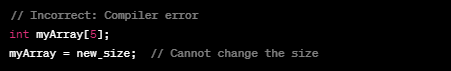 // Incorrect: Compiler error
int myArray[5];
myArray = new_size;  // Cannot change the size